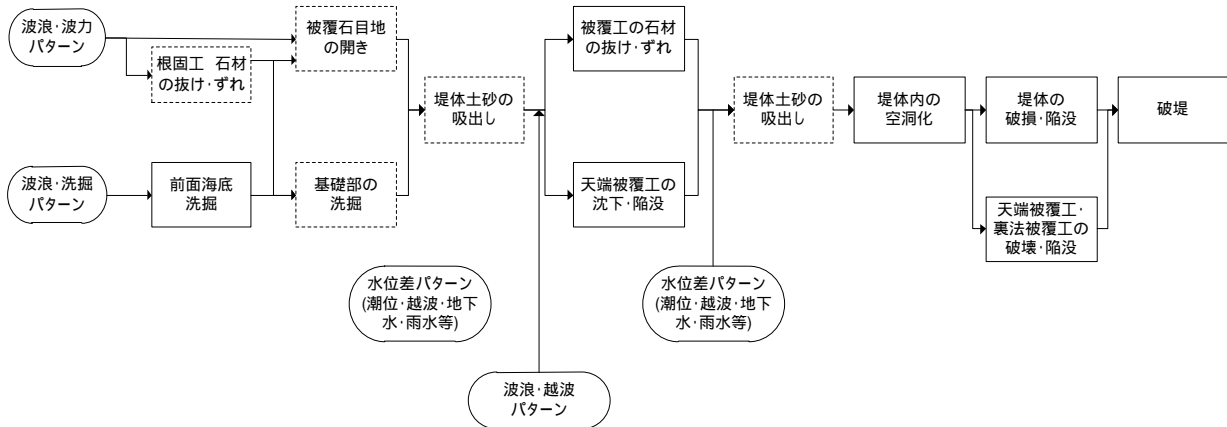 波浪・波力
パターン
根固工 石材
の抜け・ずれ
被覆石目地
の開き
波浪・洗掘
パターン
前面海底
洗掘
基礎部の
洗掘
堤体土砂の
吸出し
水位差パターン
(潮位・越波・地下
水・雨水等)
波浪・越波
パターン
被覆工の石材
の抜け・ずれ
天端被覆工の
沈下・陥没
水位差パターン
(潮位・越波・地下
水・雨水等)
堤体土砂の
吸出し
堤体内の
空洞化
堤体の
破損・陥没
天端被覆工・
裏法被覆工の
破壊・陥没
破堤